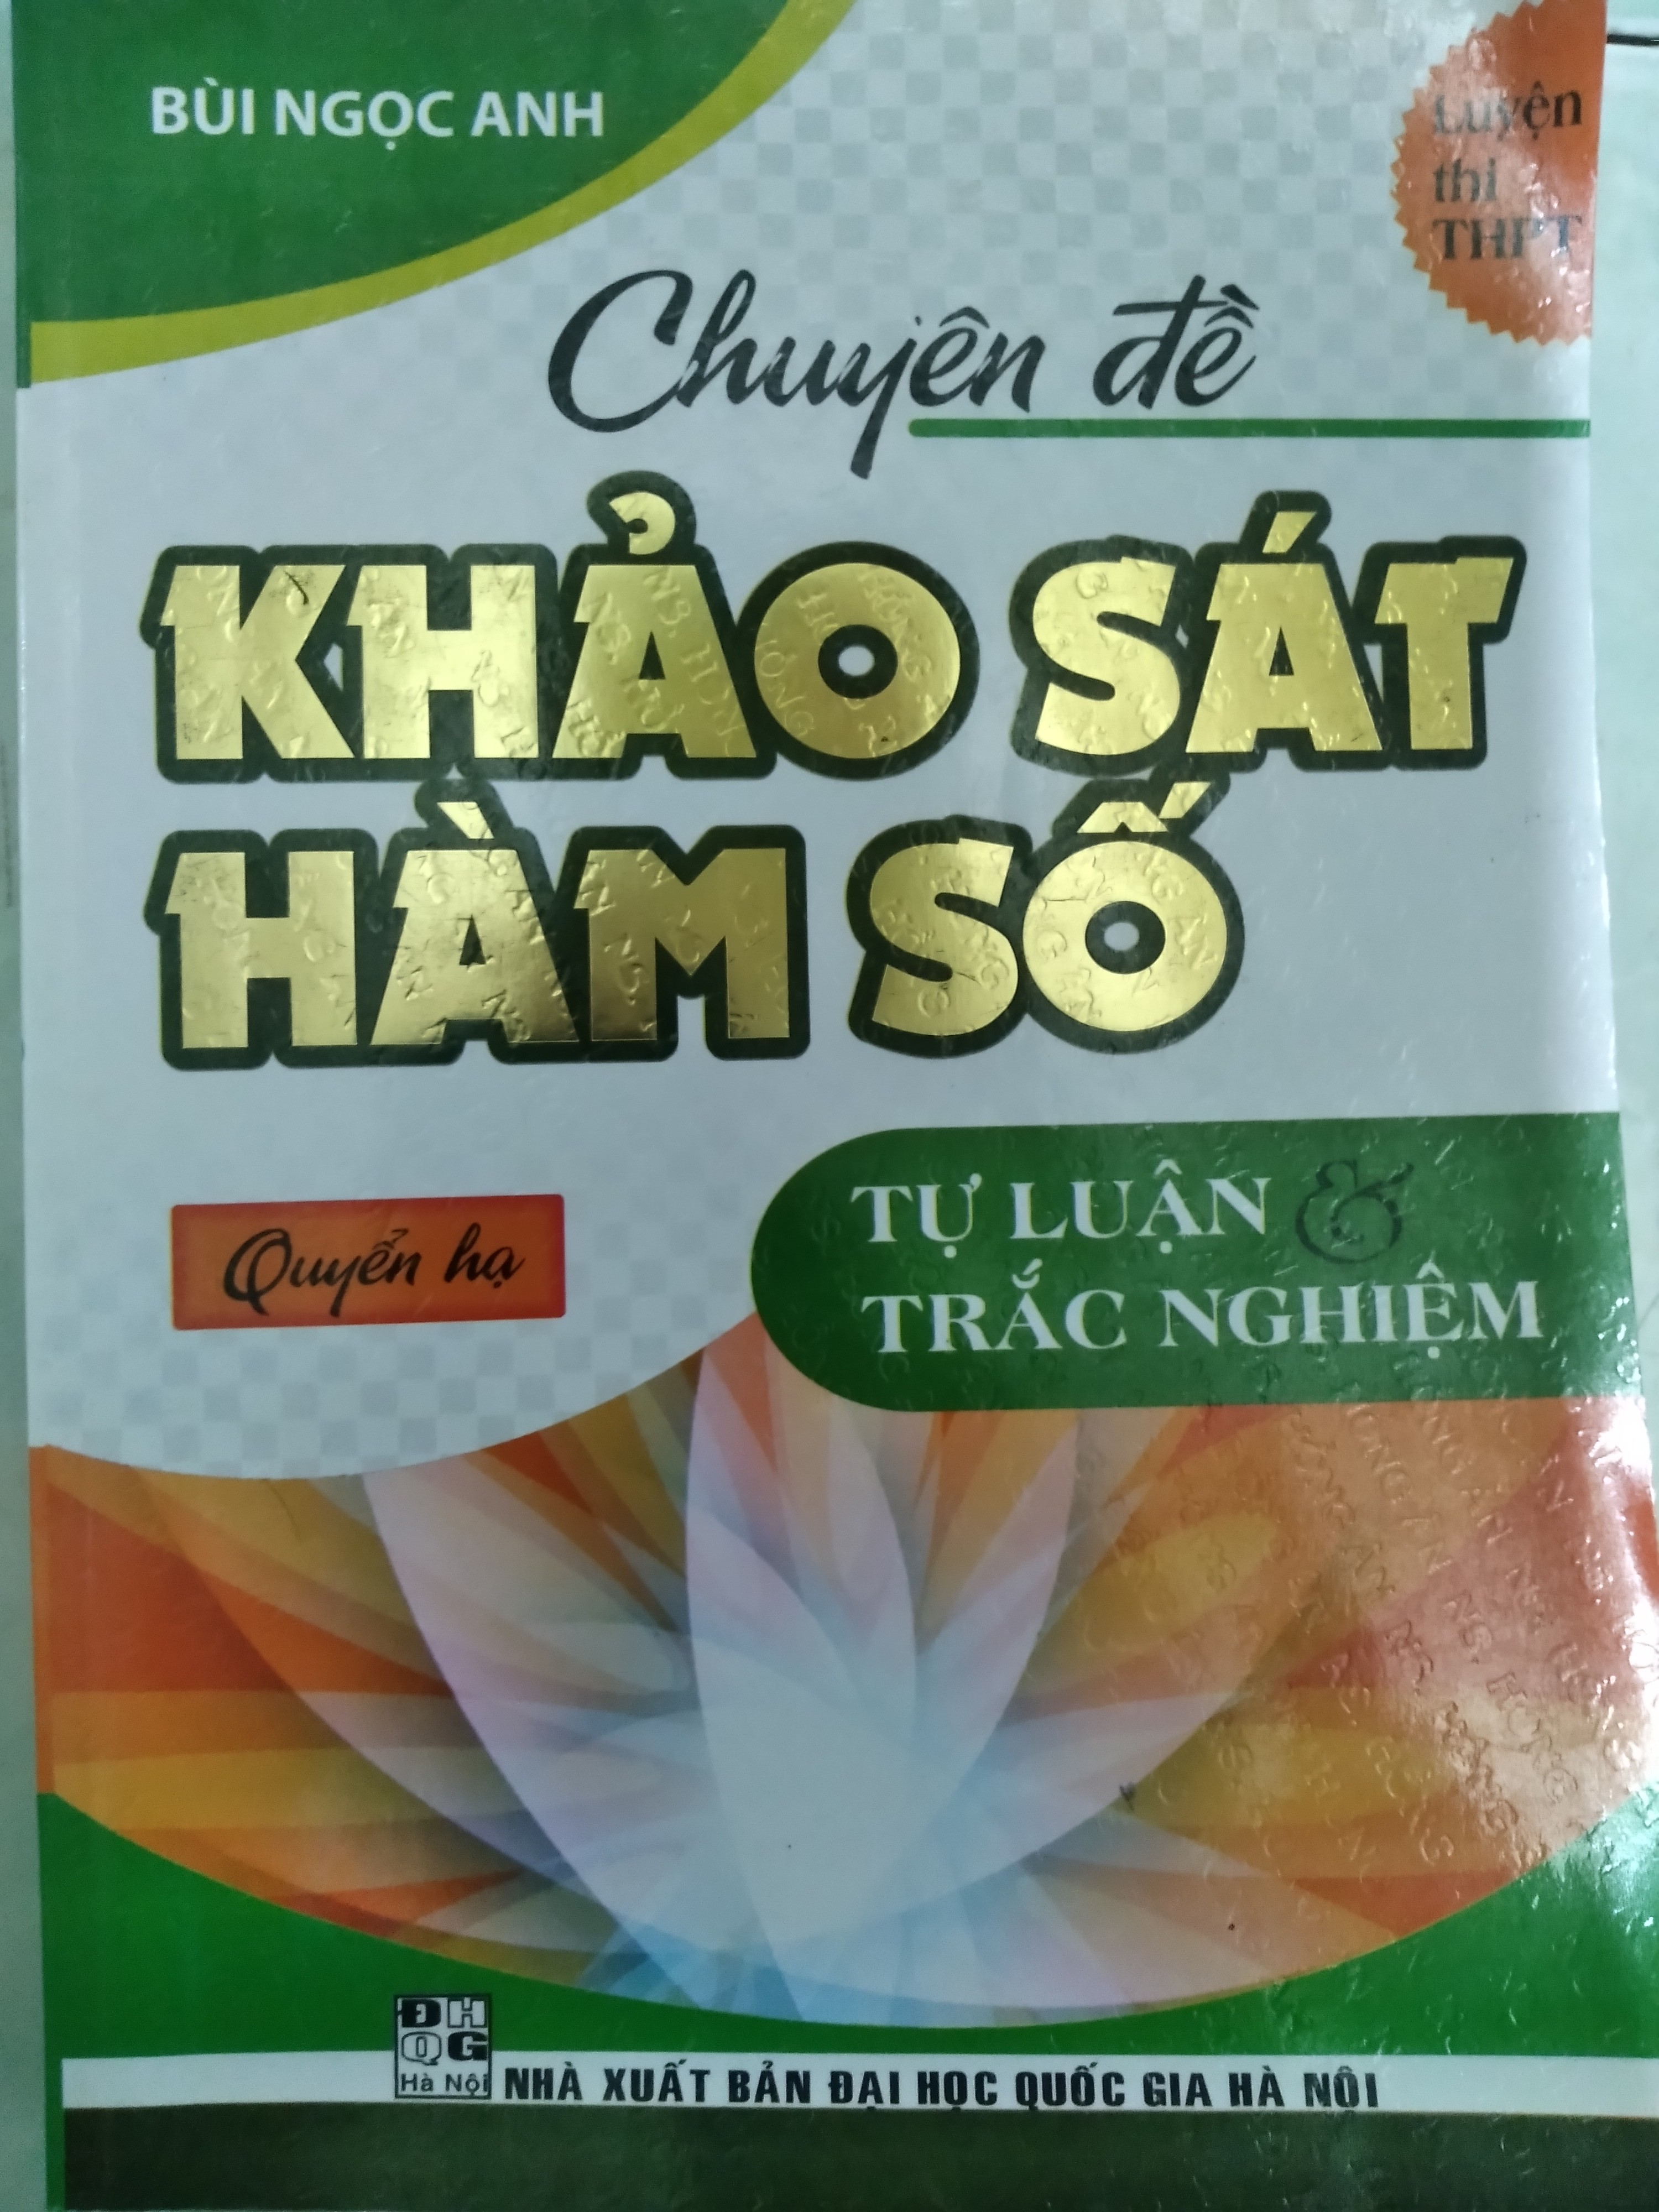 BÙI NGỌC ANH
Luyện
thi
THPT
Chuyên đề
KHẢO SÁT
HÀM SỐ
TỰ LUẬN &
TRẮC NGHIỆM
Quyển hạ
ĐH
QG
Hà Nội
NHÀ XUẤT BẢN ĐẠI HỌC QUỐC GIA HÀ NỘI